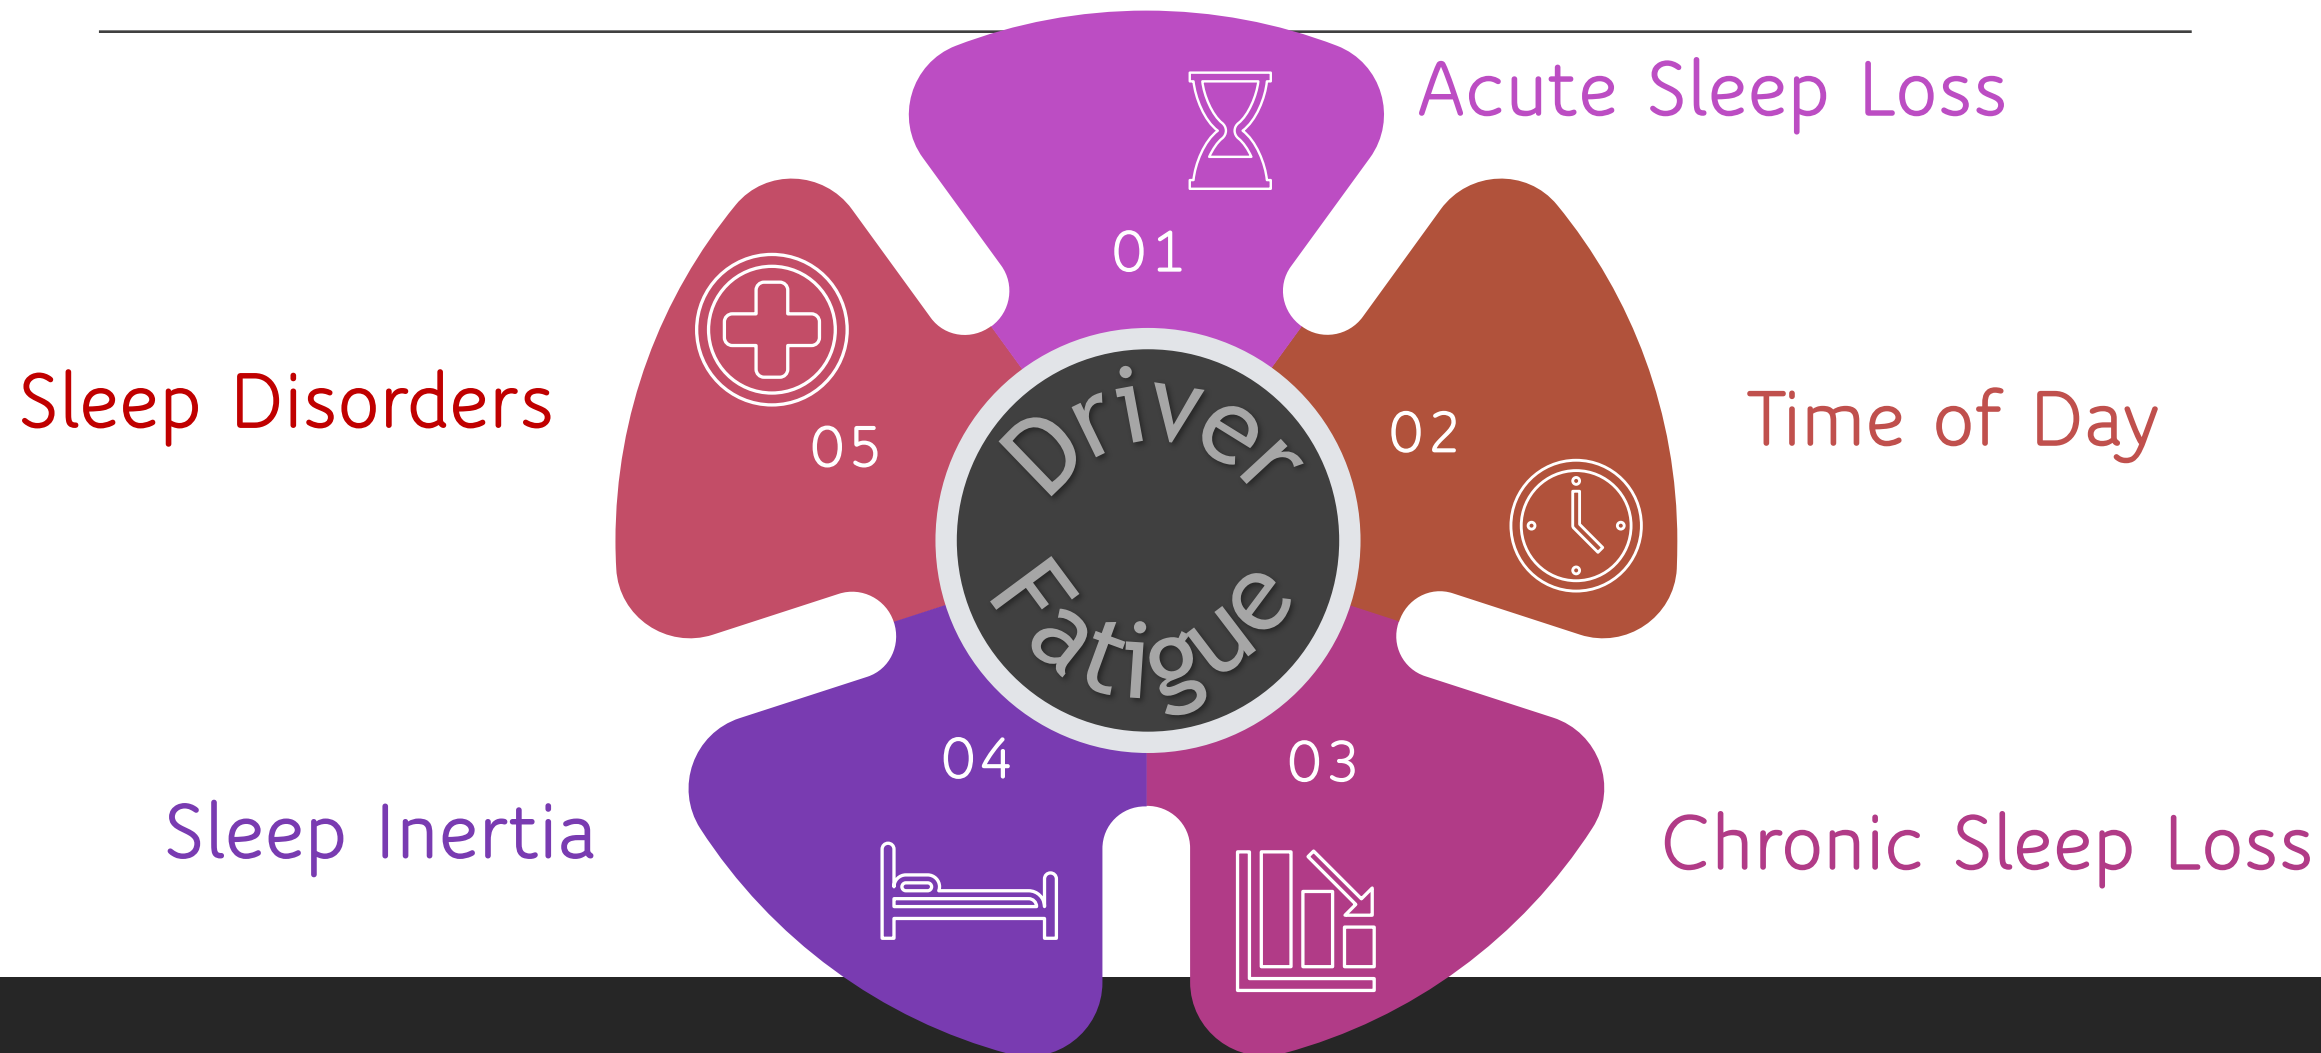 Driver
Fatigue
01
Acute Sleep Loss
02
Time of Day
03
Chronic Sleep Loss
04
Sleep Inertia
05
Sleep Disorders